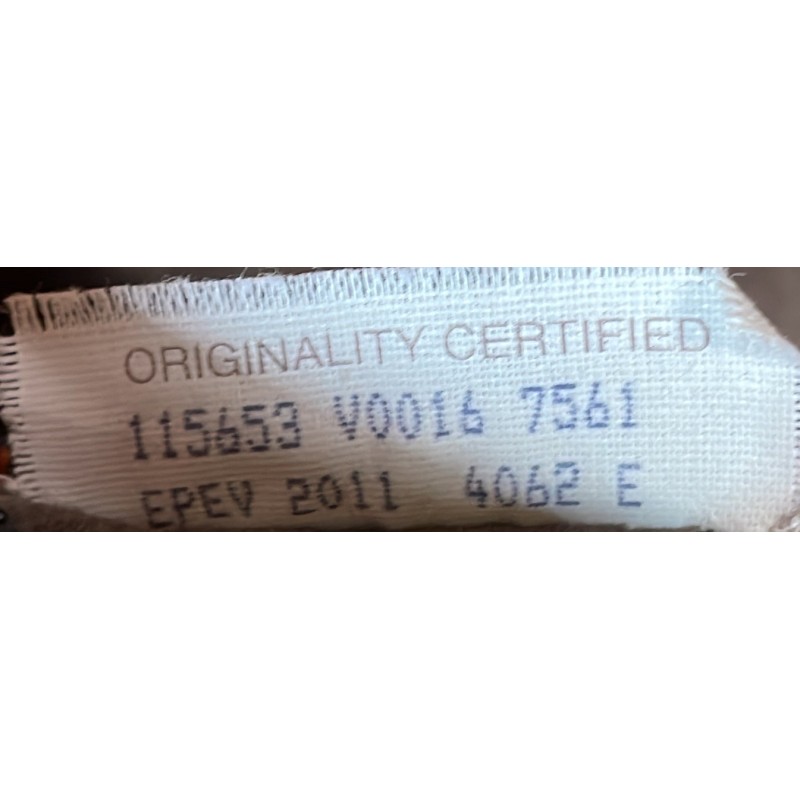 ORIGINALITY CERTIFIED
115653 V0016 7561
EPEV 2011 4062 E